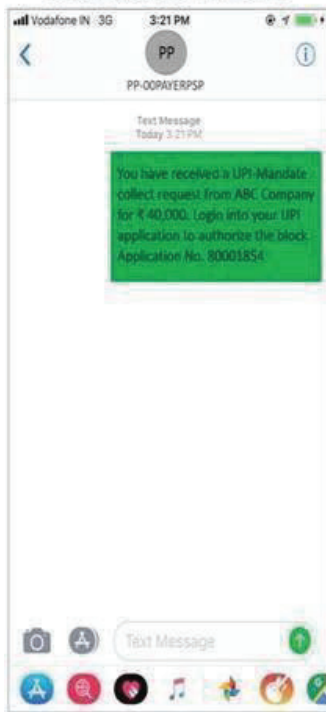 Vodafone IN 3G 3:21 PM
PP
PP-OOPAYERPSP
Text Message
Today 3:21 PM
You have received a UPI-Mandate
collect request from ABC Company
for ₹ 40,000. Login into your UPI
application to authorize the block.
Application No. 80001854
Text Message